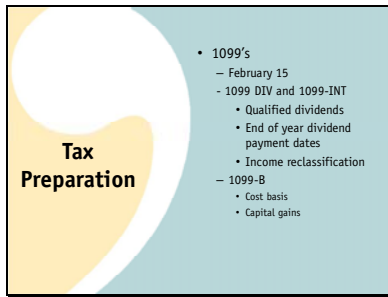 Tax
Preparation
• 1099's
– February 15
- 1099 DIV and 1099-INT
• Qualified dividends
• End of year dividend
payment dates
• Income reclassification
– 1099-B
• Cost basis
• Capital gains